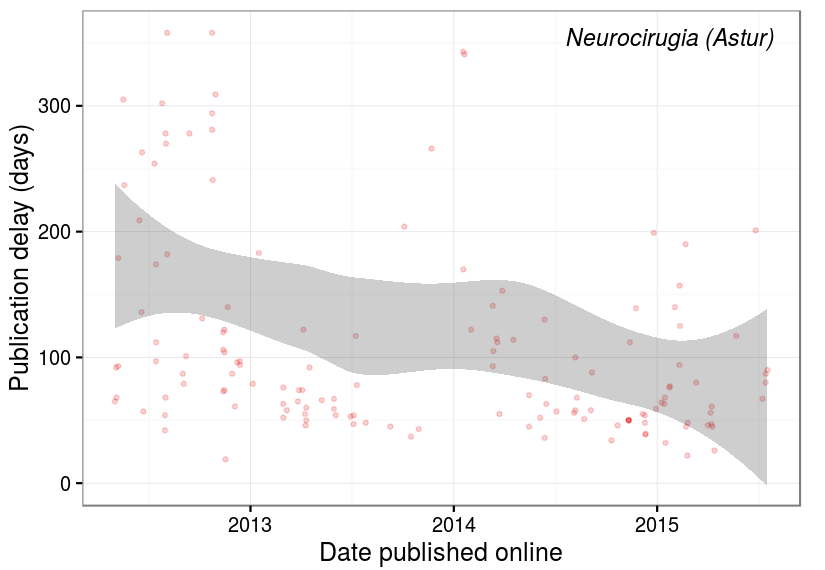 Neurocirugia (Astur)
Publication delay (days)
300
200
100
0
2013 2014 2015
Date published online